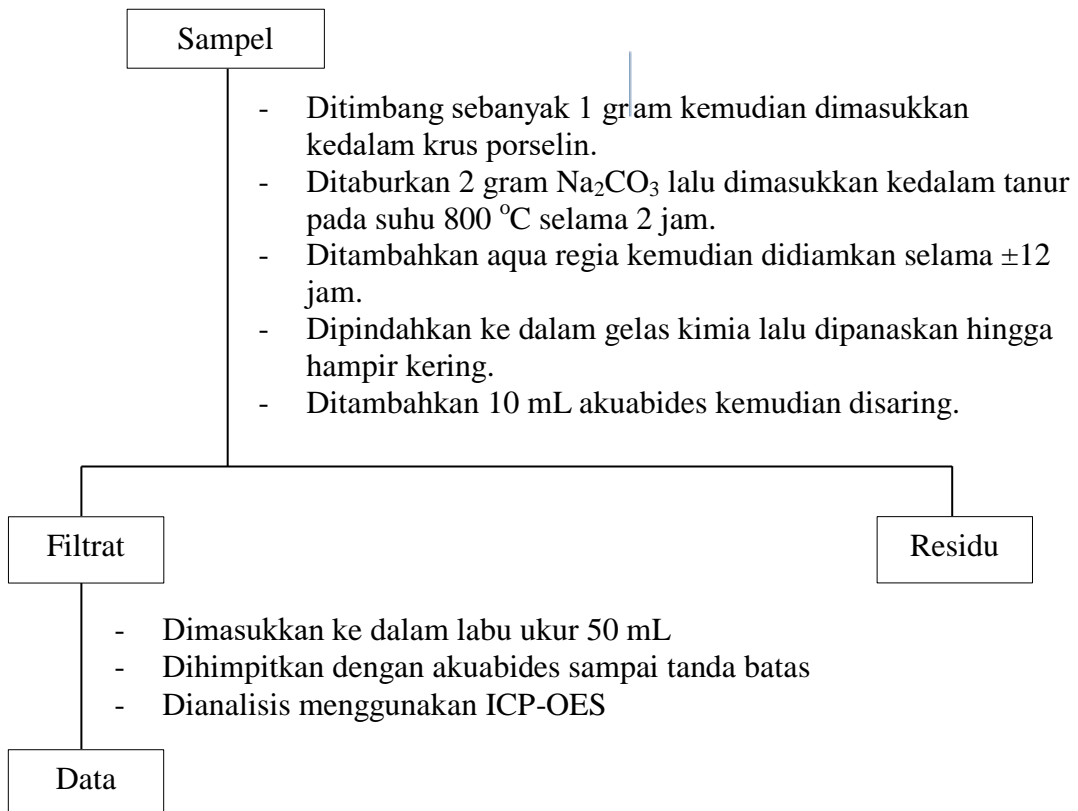 Sampel
- Ditimbang sebanyak 1 gram kemudian dimasukkan
kedalam krus porselin.
- Ditaburkan 2 gram Na₂CO₃ lalu dimasukkan kedalam tanur
pada suhu 800 °C selama 2 jam.
- Ditambahkan aqua regia kemudian didiamkan selama ±12
jam.
- Dipindahkan ke dalam gelas kimia lalu dipanaskan hingga
hampir kering.
- Ditambahkan 10 mL akuabides kemudian disaring.
Filtrat
Residu
- Dimasukkan ke dalam labu ukur 50 mL
- Dihimpitkan dengan akuabides sampai tanda batas
- Dianalisis menggunakan ICP-OES
Data